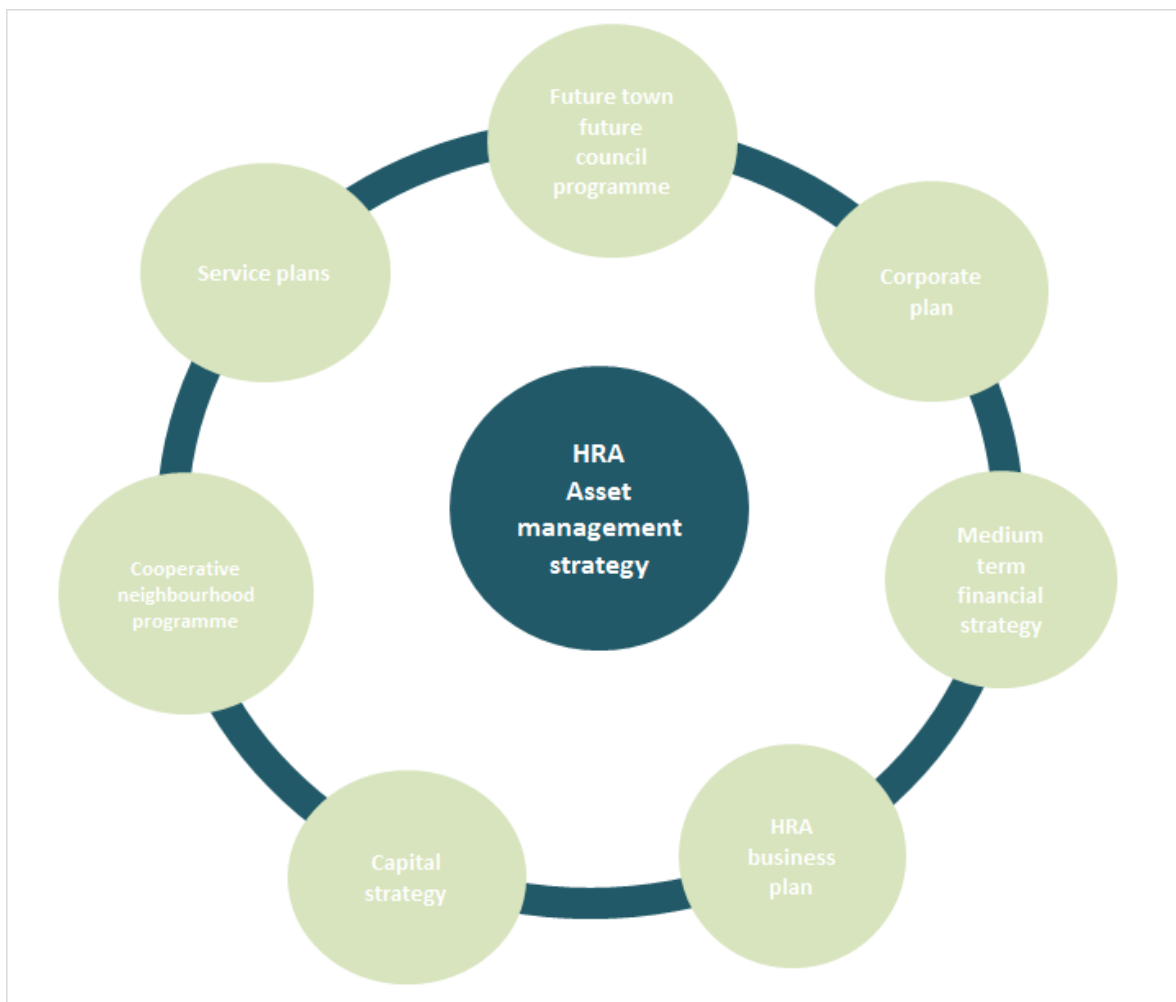 Future town
future
council
programme
Service plans
Corporate
plan
HRA
Asset
management
strategy
Medium
term
financial
strategy
Cooperative
neighbourhood
programme
HRA
business
plan
Capital
strategy